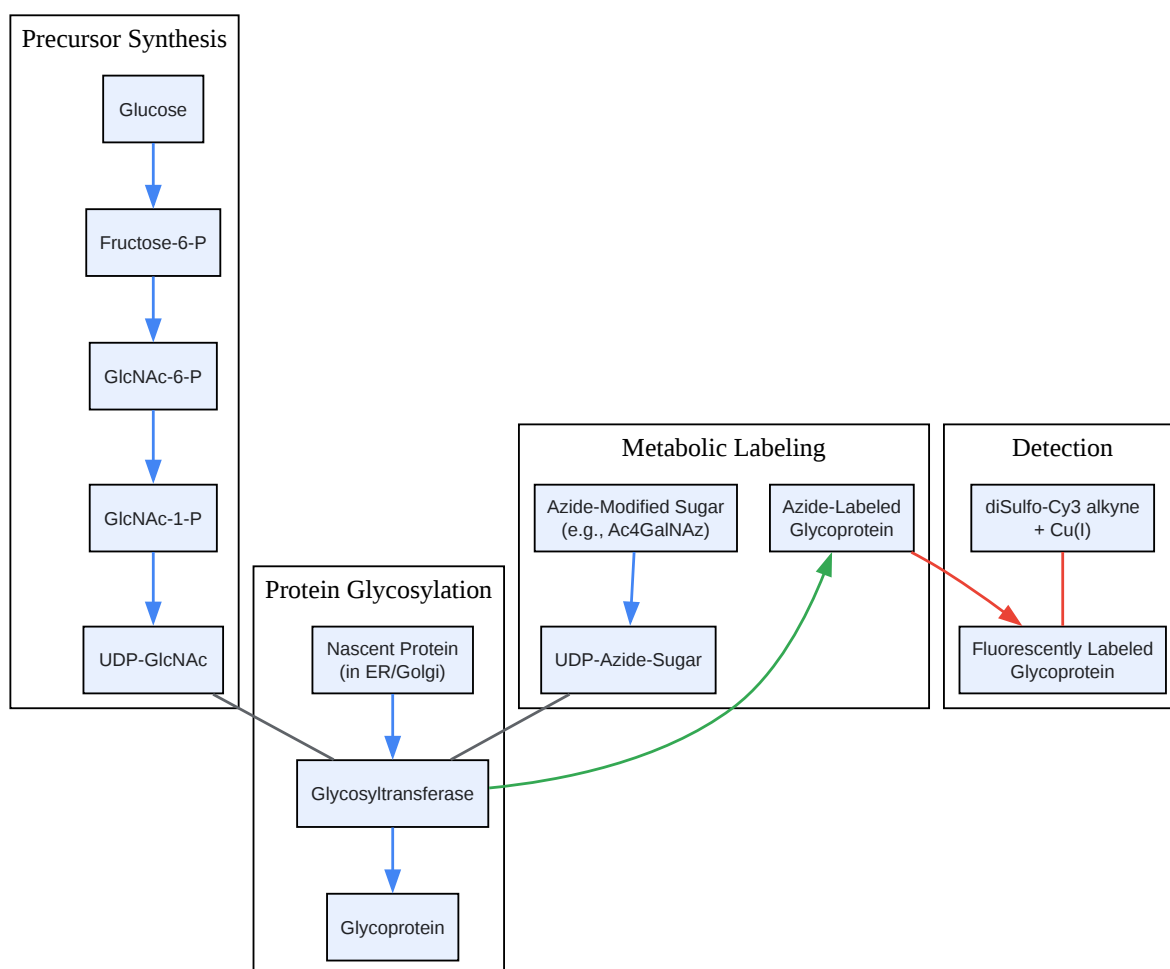 Precursor Synthesis
Glucose
Fructose-6-P
GlcNAc-6-P
GlcNAc-1-P
UDP-GlcNAc
Protein Glycosylation
Nascent Protein
(in ER/Golgi)
Glycosyltransferase
Glycoprotein
Metabolic Labeling
Azide-Modified Sugar
(e.g., Ac4GalNAz)
UDP-Azide-Sugar
Azide-Labeled
Glycoprotein
Detection
diSulfo-Cy3 alkyne
+ Cu(I)
Fluorescently Labeled
Glycoprotein